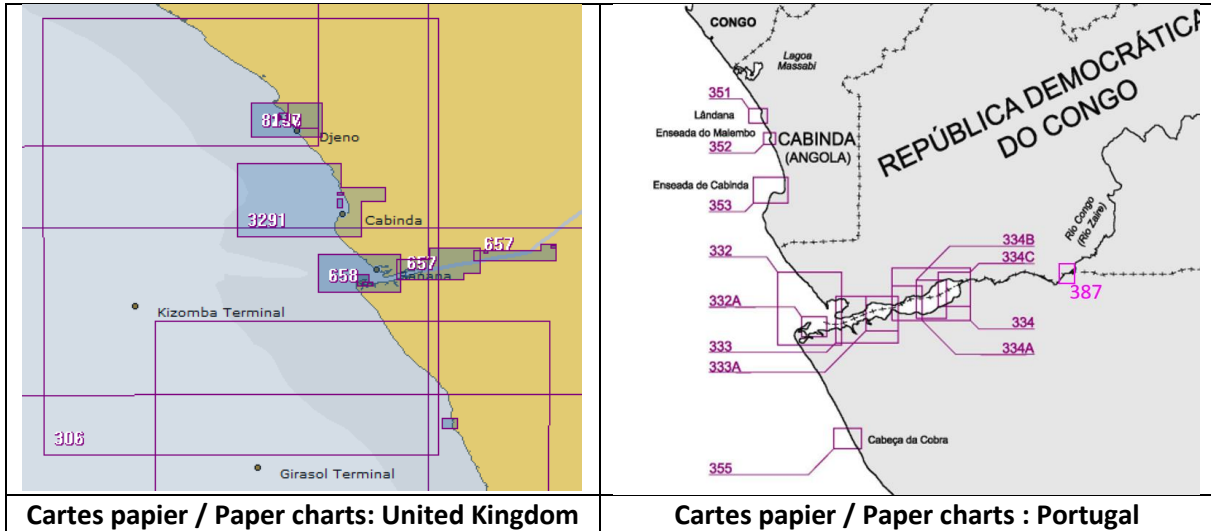 Djeno
3291
Cabinda
657
657
658
Kizomba Terminal
306
Girasol Terminal
Cartes papier / Paper charts: United Kingdom
CONGO
Lagoa
Massabi
REPÚBLICA DEMOCRÁTICA
DO CONGO
351
Lândana
Enseada do Malembo
352
CABINDA
(ANGOLA)
Enseada de Cabinda
353
Rio Congo
(Rio Zaire)
332
334B
334C
387
332A
334
333
334A
333A
Cabeça da Cobra
355
Cartes papier / Paper charts : Portugal